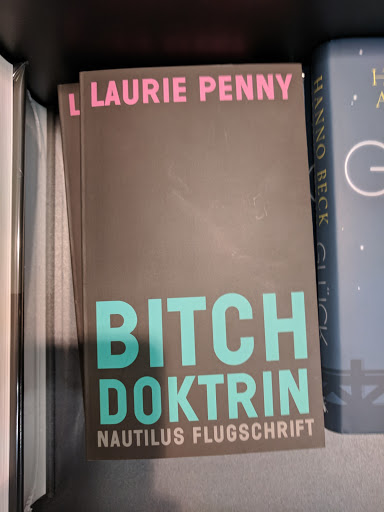 LAURIE PENNY
BITCH
DOKTRIN
NAUTILUS FLUGSCHRIFT
L
HANNO BECK
GLÜCK
H
A
G